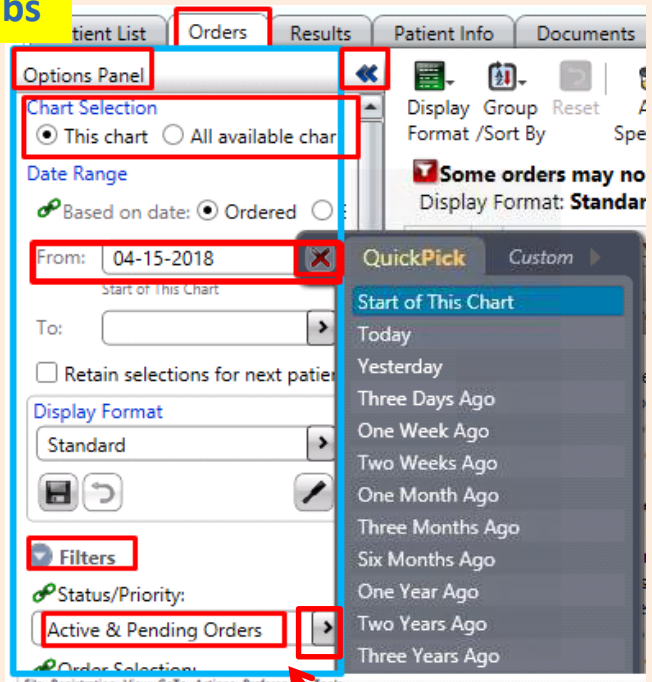 bs
tient List Orders Results Patient Info Documents
Options Panel
Chart Selection
This chart All available char
Date Range
Based on date: Ordered
From: 04-15-2018
Start of This Chart
To:
Retain selections for next patie
Display Format
Standard
Filters
Status/Priority:
Active & Pending Orders
Order Selection:
Display Group Reset
Format /Sort By Spe
Some orders may no
Display Format: Standar
QuickPick Custom
Start of This Chart
Today
Yesterday
Three Days Ago
One Week Ago
Two Weeks Ago
One Month Ago
Three Months Ago
Six Months Ago
One Year Ago
Two Years Ago
Three Years Ago